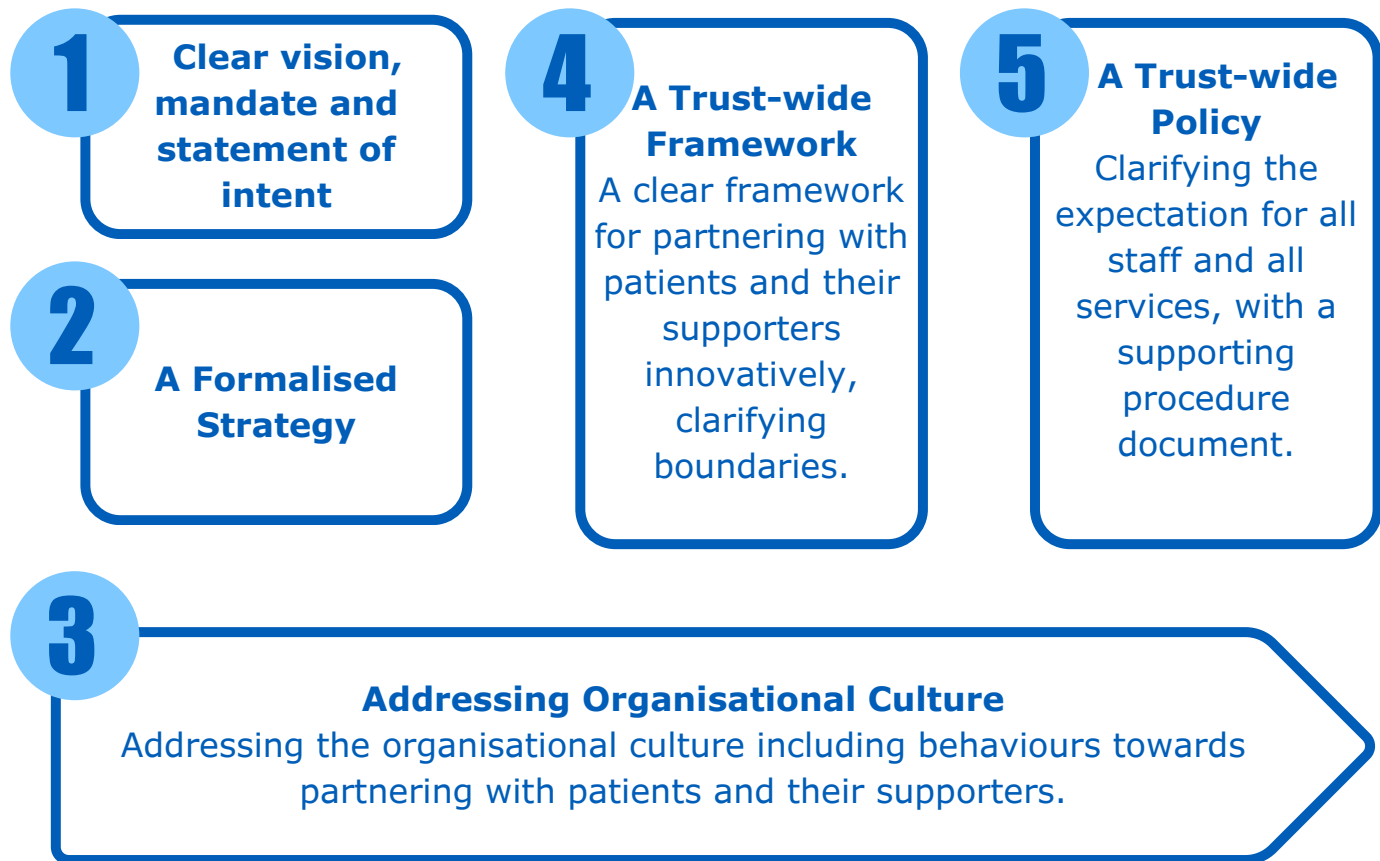 1
Clear vision,
mandate and
statement of
intent
2
A Formalised
Strategy
4
A Trust-wide
Framework
A clear framework
for partnering with
patients and their
supporters
innovatively,
clarifying
boundaries.
5
A Trust-wide
Policy
Clarifying the
expectation for all
staff and all
services, with a
supporting
procedure
document.
3
Addressing Organisational Culture
Addressing the organisational culture including behaviours towards
partnering with patients and their supporters.